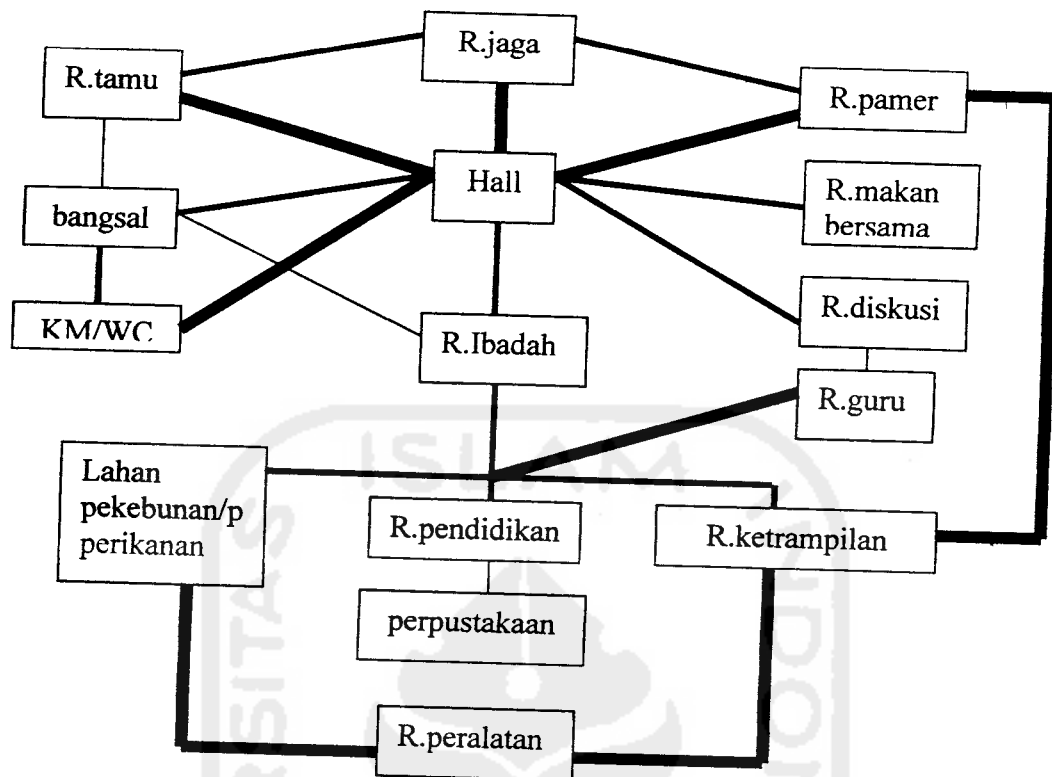 R.jaga
R.tamu
R.pamer
Hall
R.makan
bersama
bangsal
KM/WC
R.Ibadah
R.diskusi
R.guru
Lahan
pekebunan/p
perikanan
R.pendidikan
R.ketrampilan
perpustakaan
R.peralatan
ISLAM